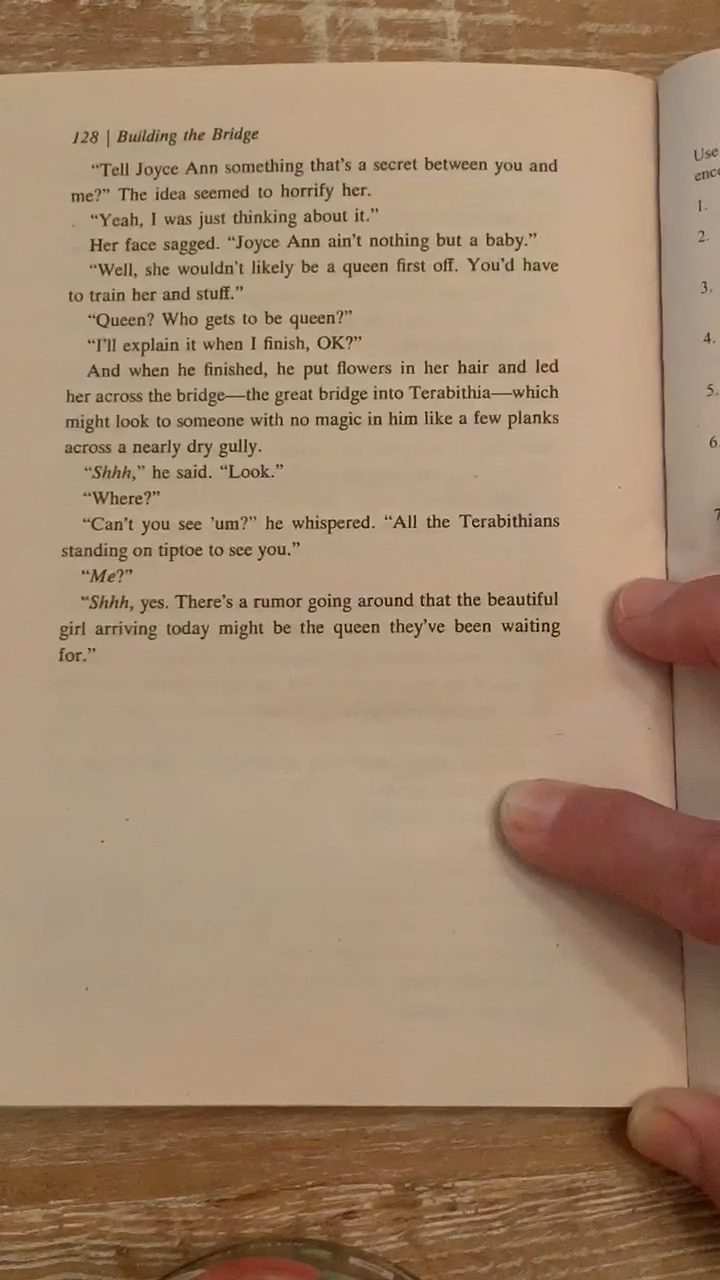 128 | Building the Bridge
“Tell Joyce Ann something that's a secret between you and
me?” The idea seemed to horrify her.
“Yeah, I was just thinking about it.”
Her face sagged. “Joyce Ann ain't nothing but a baby.”
“Well, she wouldn't likely be a queen first off. You'd have
to train her and stuff.”
“Queen? Who gets to be queen?”
“I'll explain it when I finish, OK?”
And when he finished, he put flowers in her hair and led
her across the bridge—the great bridge into Terabithia—which
might look to someone with no magic in him like a few planks
across a nearly dry gully.
“Shhh,” he said. “Look.”
“Where?”
“Can't you see 'um?” he whispered. “All the Terabithians
standing on tiptoe to see you.”
“Me?”
“Shhh, yes. There's a rumor going around that the beautiful
girl arriving today might be the queen they've been waiting
for.”
Use
1.
2.
3.
4.
5.
6.